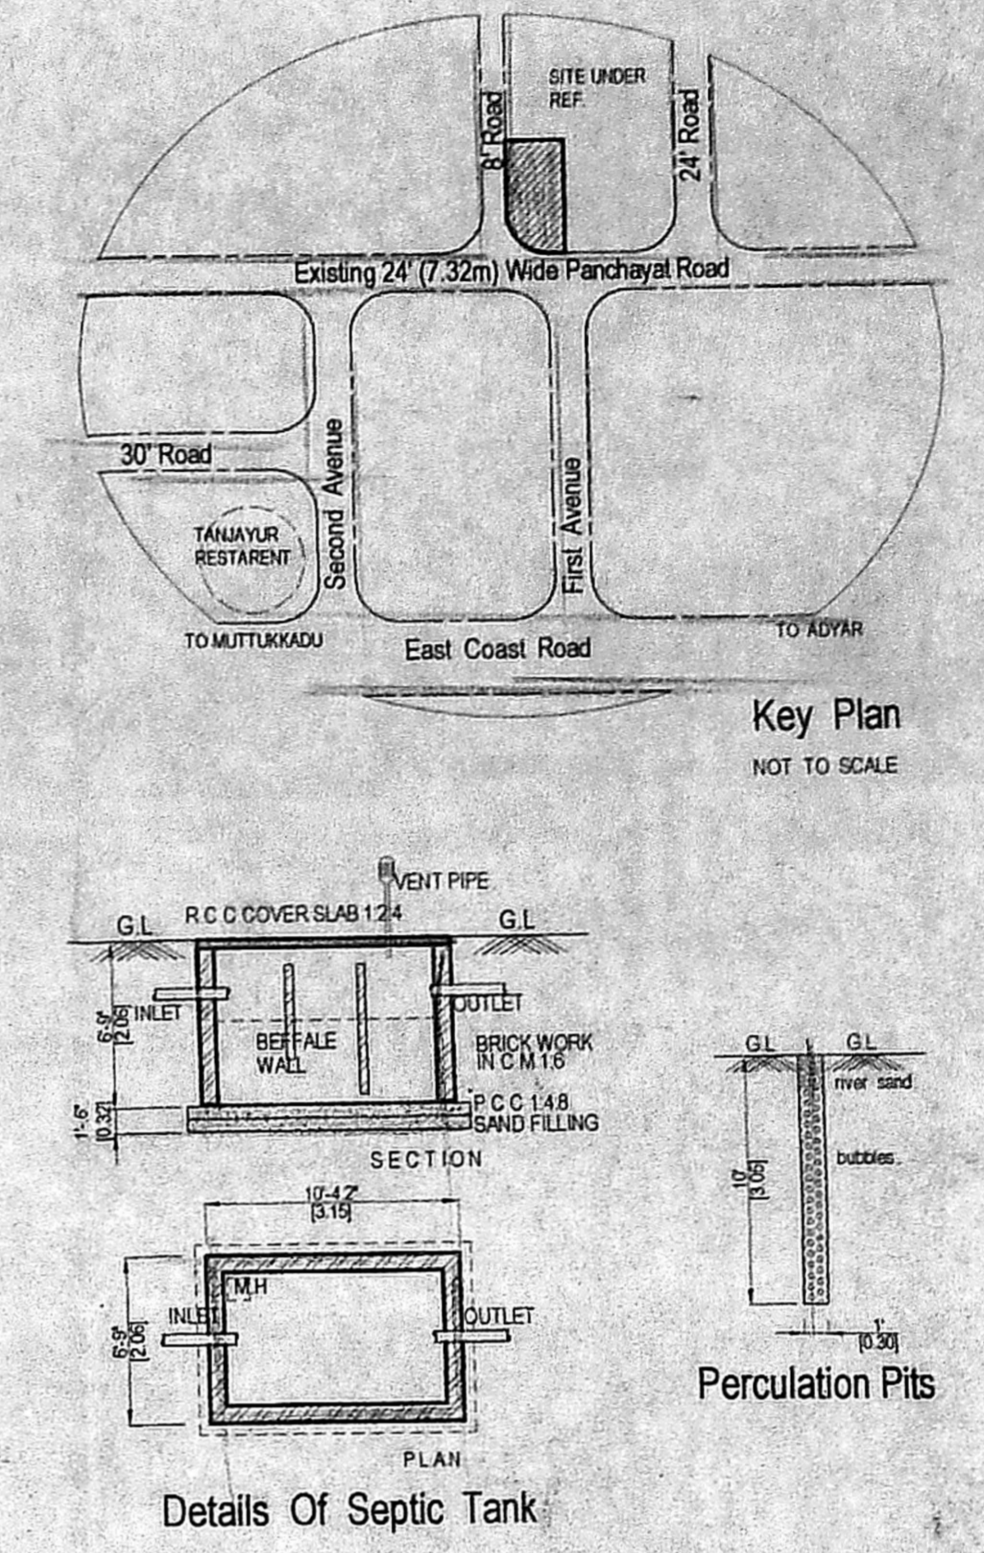 SITE UNDER
REF.
8' Road
24' Road
Existing 24' (7.32m) Wide Panchayat Road
30' Road
Second Avenue
First Avenue
TANJAYUR
RESTARENT
TO MUTTUKKADU
East Coast Road
TO ADYAR
Key Plan
NOT TO SCALE
VENT PIPE
R C C COVER SLAB 1:2:4
G.L
G.L
INLET
OUTLET
6'-9"
[2.06]
BEFFALE
WALL
BRICK WORK
IN C M 1:6
1'-6"
[0.32]
P C C 1:4:8
SAND FILLING
SECTION
10'-4.2"
[3.15]
M.H
INLET
OUTLET
6'-9"
[2.06]
PLAN
Details Of Septic Tank
G.L
G.L
river sand
bubbles.
10'
[3.05]
1'
[0.30]
Perculation Pits